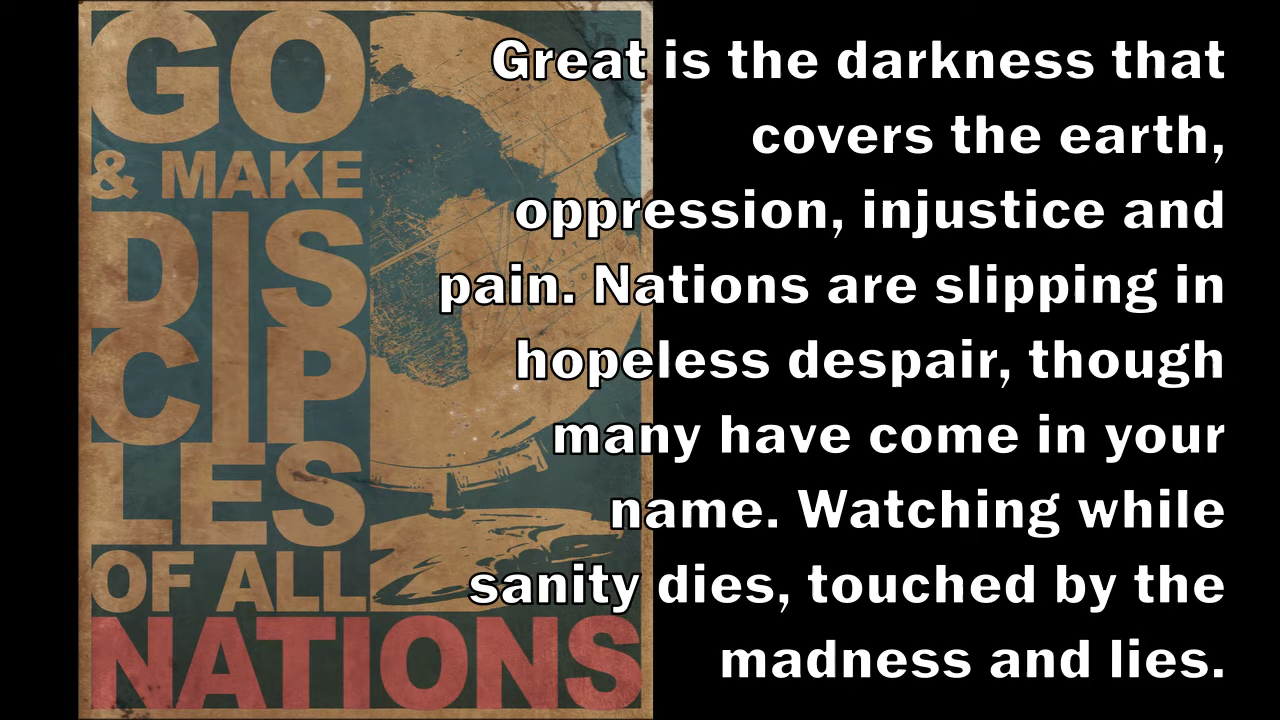 GO
& MAKE
DIS
CIP
LES
OF ALL
NATIONS
Great is the darkness that
covers the earth,
oppression, injustice and
pain. Nations are slipping in
hopeless despair, though
many have come in your
name. Watching while
sanity dies, touched by the
madness and lies.